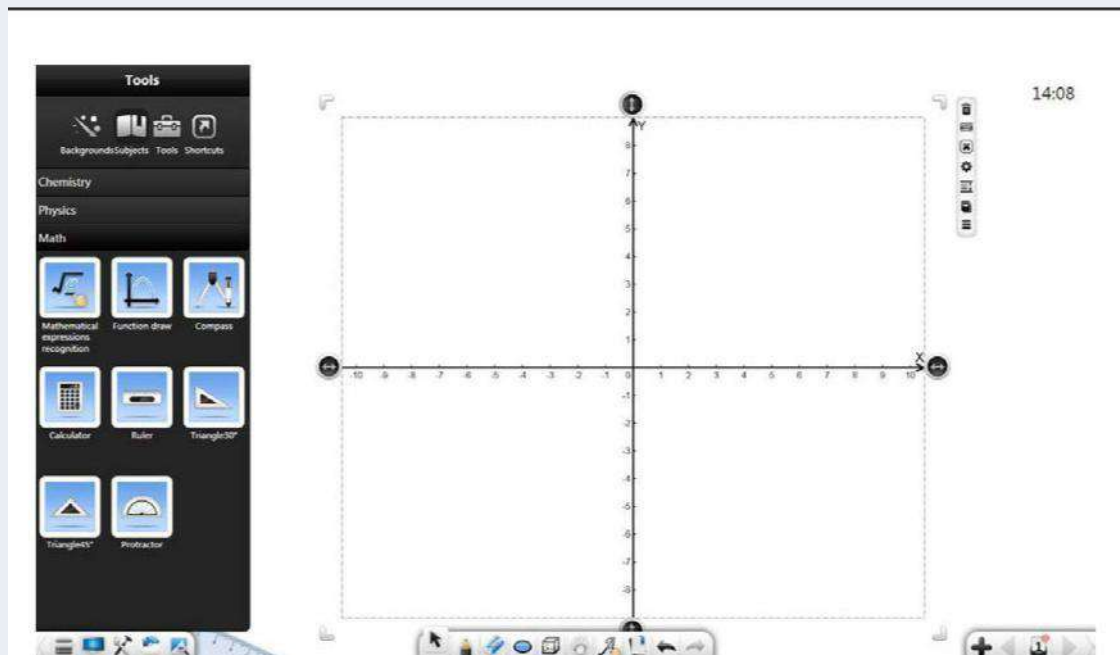 Tools
14:08
Backgrounds Subjects Tools Shortcuts
Chemistry
Physics
Math
Mathematical expressions recognition
Function draw
Compass
Calculator
Ruler
Triangle30°
Triangle45°
Protractor
Y
8
7
6
5
4
3
2
1
X
-10 -9 -8 -7 -6 -5 -4 -3 -2 -1 0 1 2 3 4 5 6 7 8 9 10
-1
-2
-3
-4
-5
-6
-7
-8
1